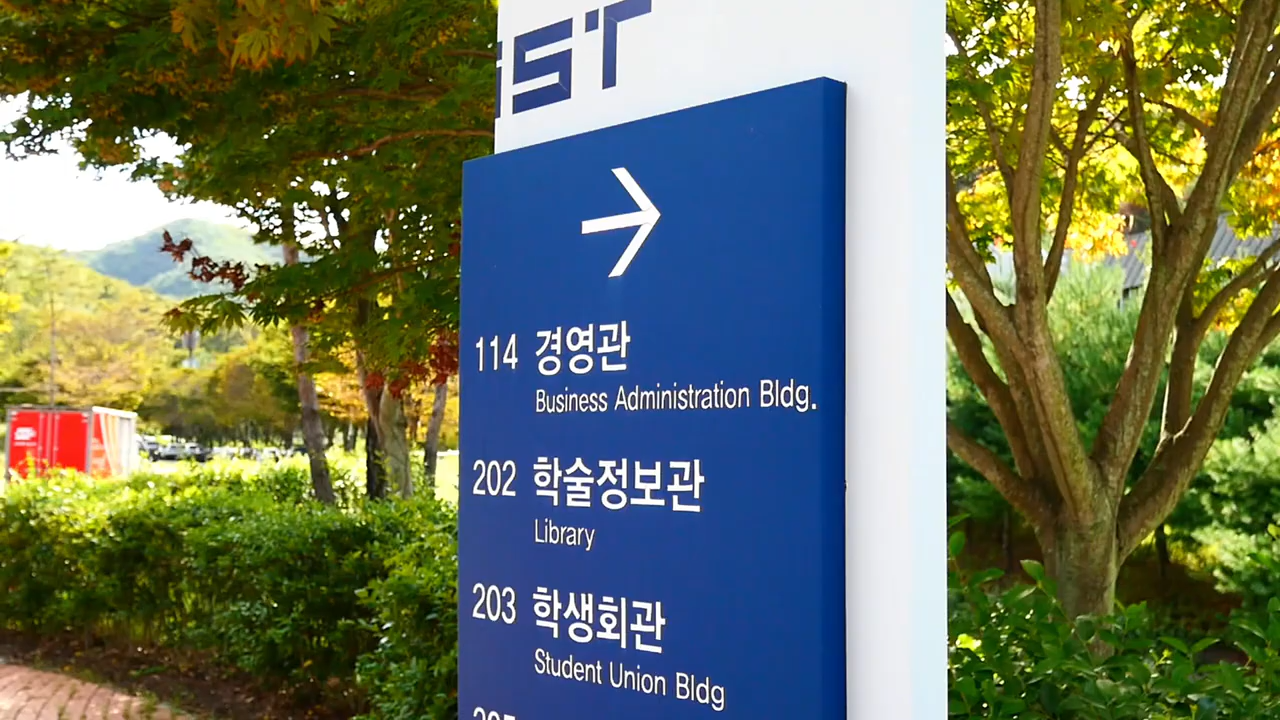 IST
114 경영관
Business Administration Bldg.
202 학술정보관
Library
203 학생회관
Student Union Bldg